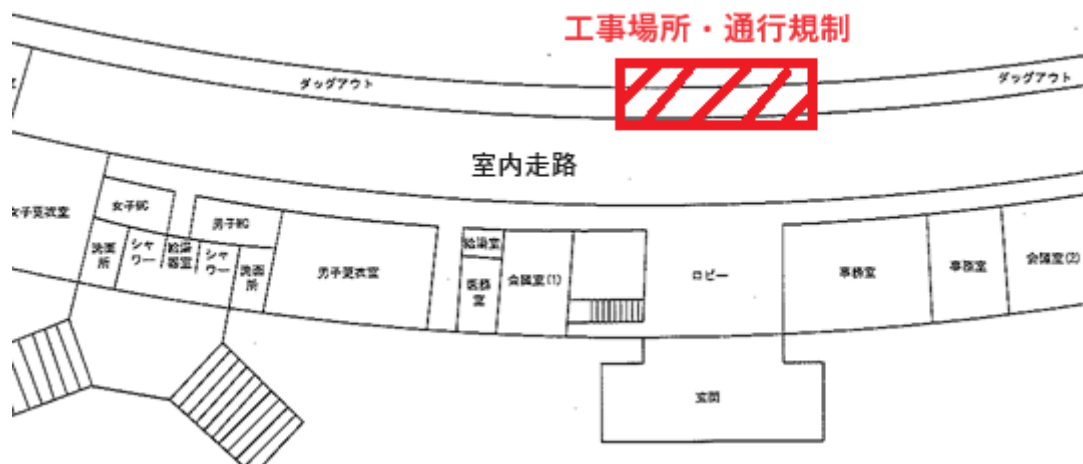 工事場所・通行規制
ダッグアウト
ダッグアウト
室内走路
女子更衣室
女子WC
男子WC
洗面
所
シャ
ワー
給湯
器室
シャ
ワー
洗面
所
男子更衣室
給湯室
医務
室
会議室(1)
ロビー
事務室
事務室
会議室(2)
玄関